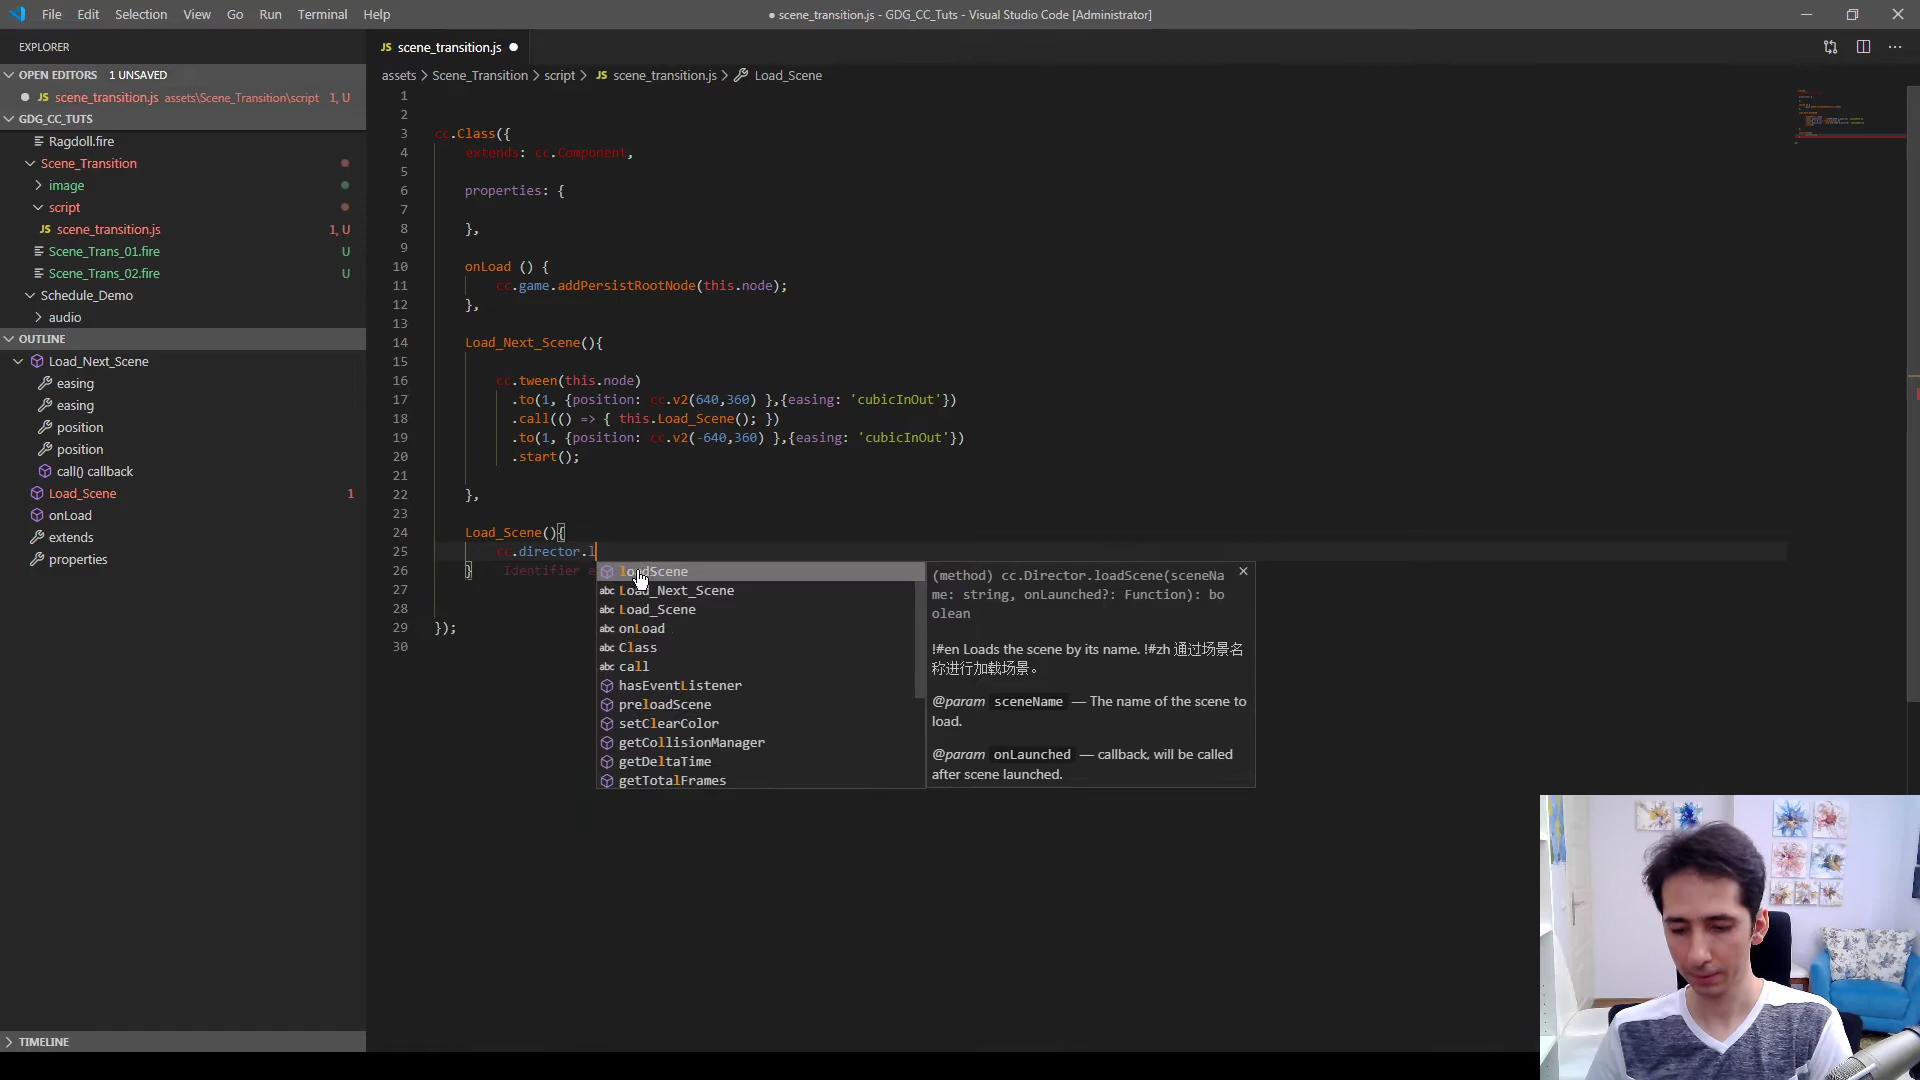 File Edit Selection View Go Run Terminal Help
● scene_transition.js - GDG_CC_Tuts - Visual Studio Code [Administrator]
EXPLORER
OPEN EDITORS 1 UNSAVED
JS scene_transition.js assets\Scene_Transition\script 1, U
GDG_CC_TUTS
Ragdoll.fire
Scene_Transition
image
script
JS scene_transition.js 1, U
Scene_Trans_01.fire U
Scene_Trans_02.fire U
Schedule_Demo
audio
OUTLINE
Load_Next_Scene
easing
easing
position
position
call() callback
Load_Scene 1
onLoad
extends
properties
TIMELINE
JS scene_transition.js
assets > Scene_Transition > script > JS scene_transition.js > Load_Scene
1
2
3 cc.Class({
4 extends: cc.Component,
5
6 properties: {
7
8 },
9
10 onLoad () {
11 cc.game.addPersistRootNode(this.node);
12 },
13
14 Load_Next_Scene(){
15
16 cc.tween(this.node)
17 .to(1, {position: cc.v2(640,360) },{easing: 'cubicInOut'})
18 .call(() => { this.Load_Scene(); })
19 .to(1, {position: cc.v2(-640,360) },{easing: 'cubicInOut'})
20 .start();
21
22 },
23
24 Load_Scene(){
25 cc.director.l
26 } Identifier
27
28
29 });
30
loadScene
Load_Next_Scene
Load_Scene
onLoad
Class
call
hasEventListener
preloadScene
setClearColor
getCollisionManager
getDeltaTime
getTotalFrames
(method) cc.Director.loadScene(sceneNa
me: string, onLaunched?: Function): bo
olean
!#en Loads the scene by its name. !#zh 通过场景名
称进行加载场景。
@param sceneName — The name of the scene to
load.
@param onLaunched — callback, will be called
after scene launched.